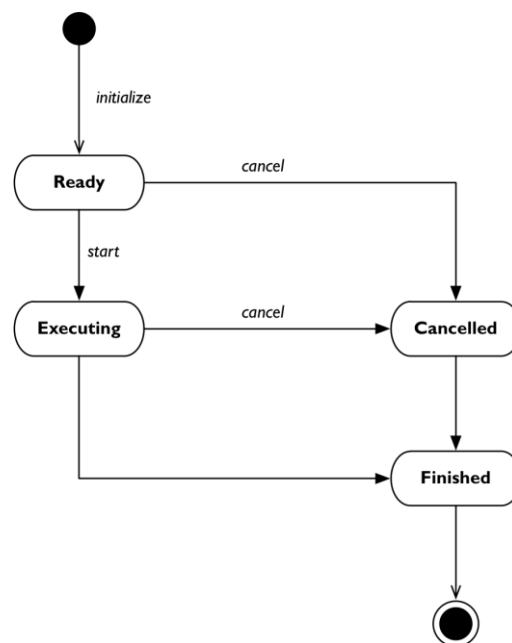 initialize
Ready
cancel
start
Executing
cancel
Cancelled
Finished